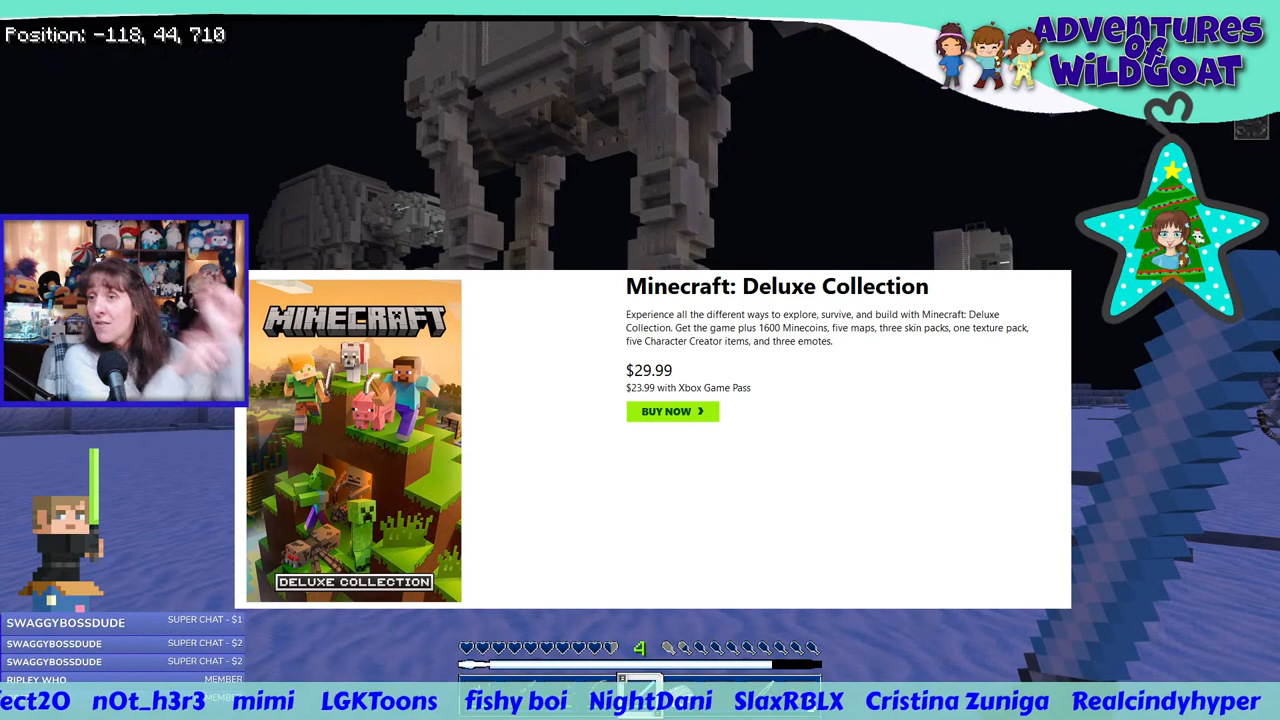 Position: -118, 44, 710
ADVENTURES
OF
WILDGOAT
MINECRAFT
DELUXE COLLECTION
Minecraft: Deluxe Collection
Experience all the different ways to explore, survive, and build with Minecraft: Deluxe
Collection. Get the game plus 1600 Minecoins, five maps, three skin packs, one texture pack,
five Character Creator items, and three emotes.
$29.99
$23.99 with Xbox Game Pass
BUY NOW
SWAGGYBOSSDUDE SUPER CHAT - $1
SWAGGYBOSSDUDE SUPER CHAT - $2
SWAGGYBOSSDUDE SUPER CHAT - $2
RIPLEY WHO MEMBER
4
fect2O n0t_h3r3 mimi LGKToons fishy boi NightDani SlaxRBLX Cristina Zuniga Realcindyhyper